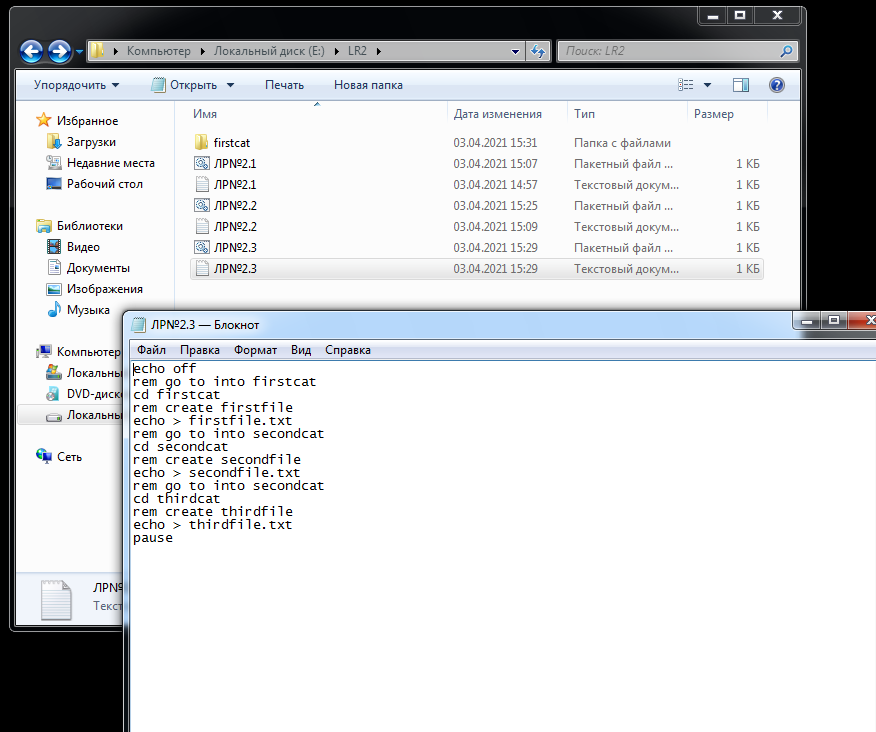 Компьютер Локальный диск (E:) LR2
Поиск: LR2
Упорядочить Открыть Печать Новая папка
Имя Дата изменения Тип Размер
Избранное
Загрузки
Недавние места
Рабочий стол
Библиотеки
Видео
Документы
Изображения
Музыка
Компьютер
Локальны
DVD-диск
Локальны
Сеть
firstcat 03.04.2021 15:31 Папка с файлами
ЛР№2.1 03.04.2021 15:07 Пакетный файл ... 1 КБ
ЛР№2.1 03.04.2021 14:57 Текстовый докум... 1 КБ
ЛР№2.2 03.04.2021 15:25 Пакетный файл ... 1 КБ
ЛР№2.2 03.04.2021 15:09 Текстовый докум... 1 КБ
ЛР№2.3 03.04.2021 15:29 Пакетный файл ... 1 КБ
ЛР№2.3 03.04.2021 15:29 Текстовый докум... 1 КБ
ЛР№
Текст
ЛР№2.3 — Блокнот
Файл Правка Формат Вид Справка
echo off
rem go to into firstcat
cd firstcat
rem create firstfile
echo > firstfile.txt
rem go to into secondcat
cd secondcat
rem create secondfile
echo > secondfile.txt
rem go to into secondcat
cd thirdcat
rem create thirdfile
echo > thirdfile.txt
pause